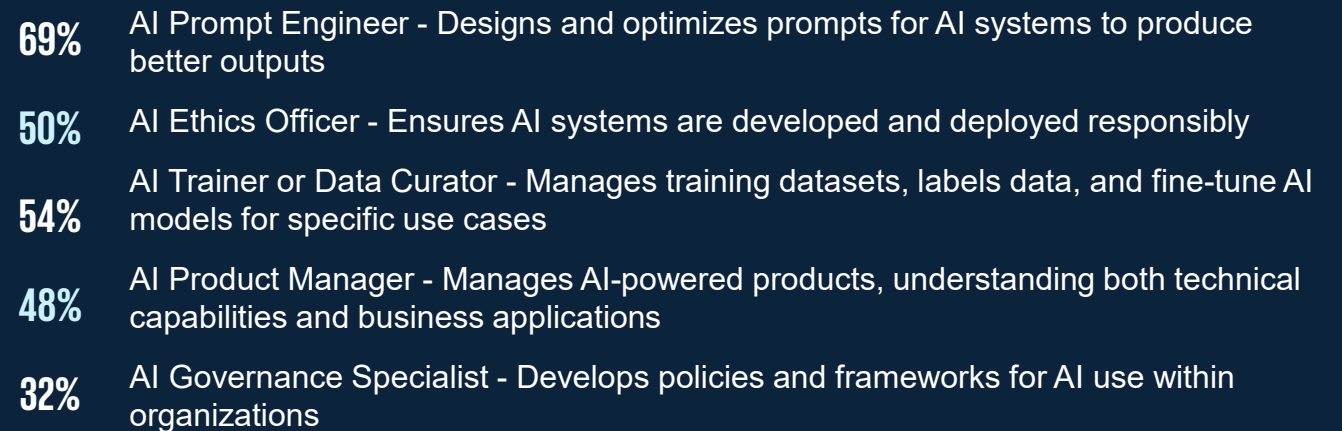 69%
AI Prompt Engineer - Designs and optimizes prompts for AI systems to produce
better outputs
50%
AI Ethics Officer - Ensures AI systems are developed and deployed responsibly
54%
AI Trainer or Data Curator - Manages training datasets, labels data, and fine-tune AI
models for specific use cases
48%
AI Product Manager - Manages AI-powered products, understanding both technical
capabilities and business applications
32%
AI Governance Specialist - Develops policies and frameworks for AI use within
organizations